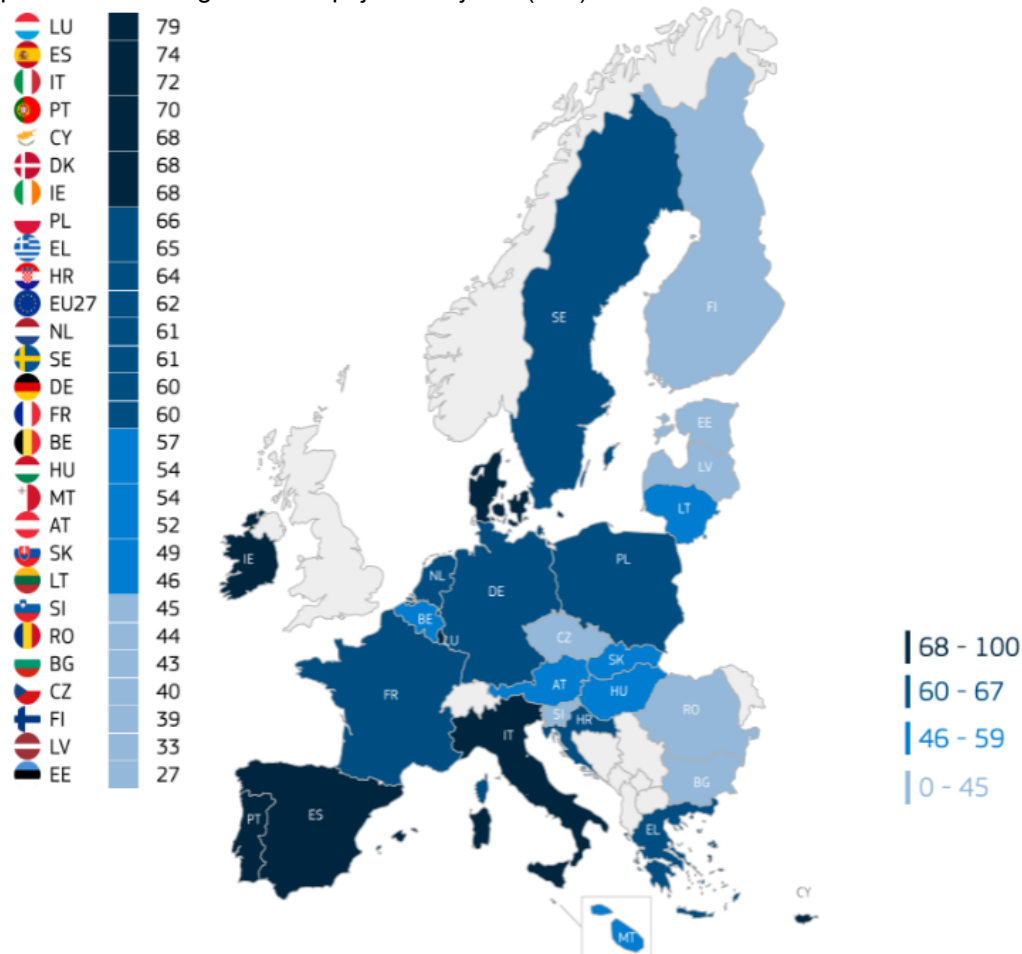 LU 79
ES 74
IT 72
PT 70
CY 68
DK 68
IE 68
PL 66
EL 65
HR 64
EU27 62
NL 61
SE 61
DE 60
FR 60
BE 57
HU 54
MT 54
AT 52
SK 49
LT 46
SI 45
RO 44
BG 43
CZ 40
FI 39
LV 33
EE 27
SE
FI
EE
LV
LT
IE
NL
PL
DE
BE
LU
CZ
SK
AT
HU
FR
SI
HR
RO
IT
BG
PT
ES
EL
CY
MT
68 - 100
60 - 67
46 - 59
0 - 45